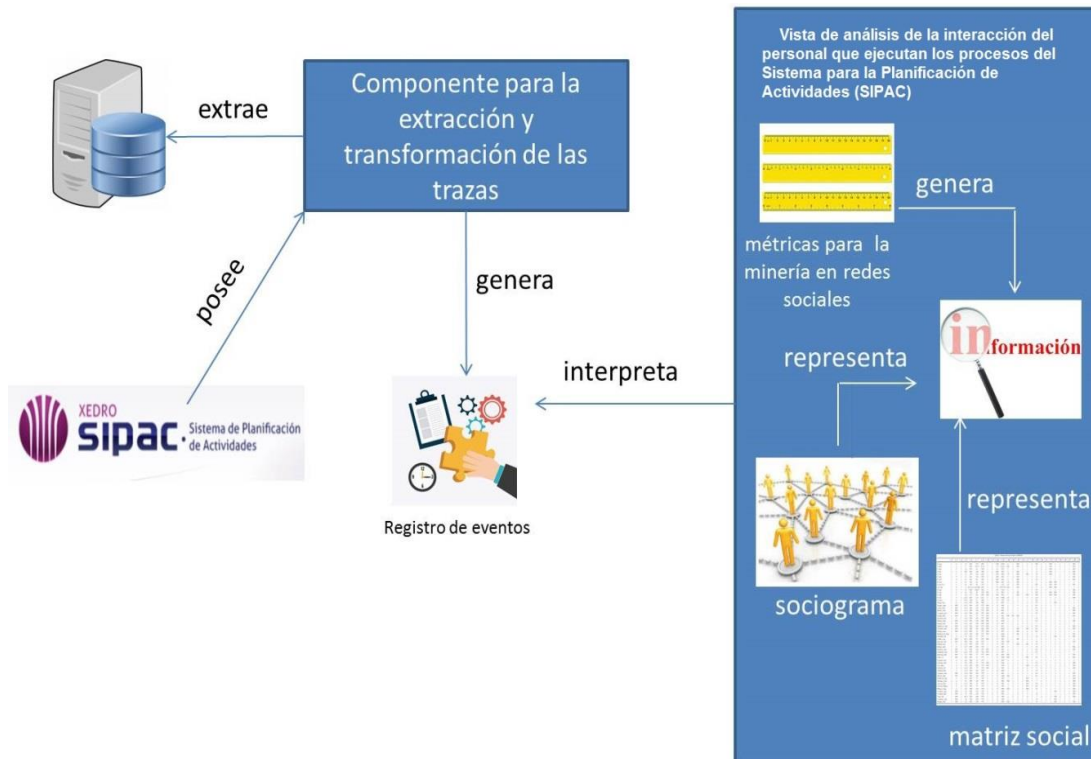 extrae
Componente para la
extracción y
transformación de las
trazas
posee
genera
XEDRO
sipac.
Sistema de Planificación
de Actividades
Registro de eventos
interpreta
Vista de análisis de la interacción del
personal que ejecutan los procesos del
Sistema para la Planificación de
Actividades (SIPAC)
genera
métricas para la
minería en redes
sociales
representa
información
sociograma
representa
matriz social